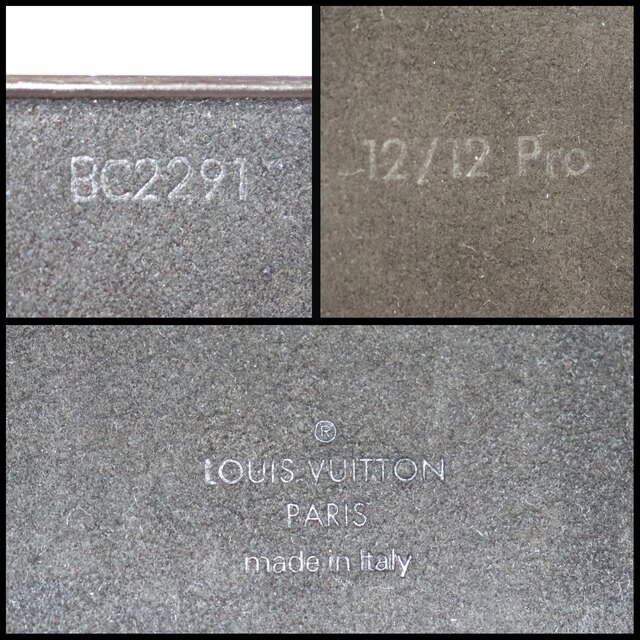 BC2291
12/12 Pro
®
LOUIS VUITTON
PARIS
made in Italy